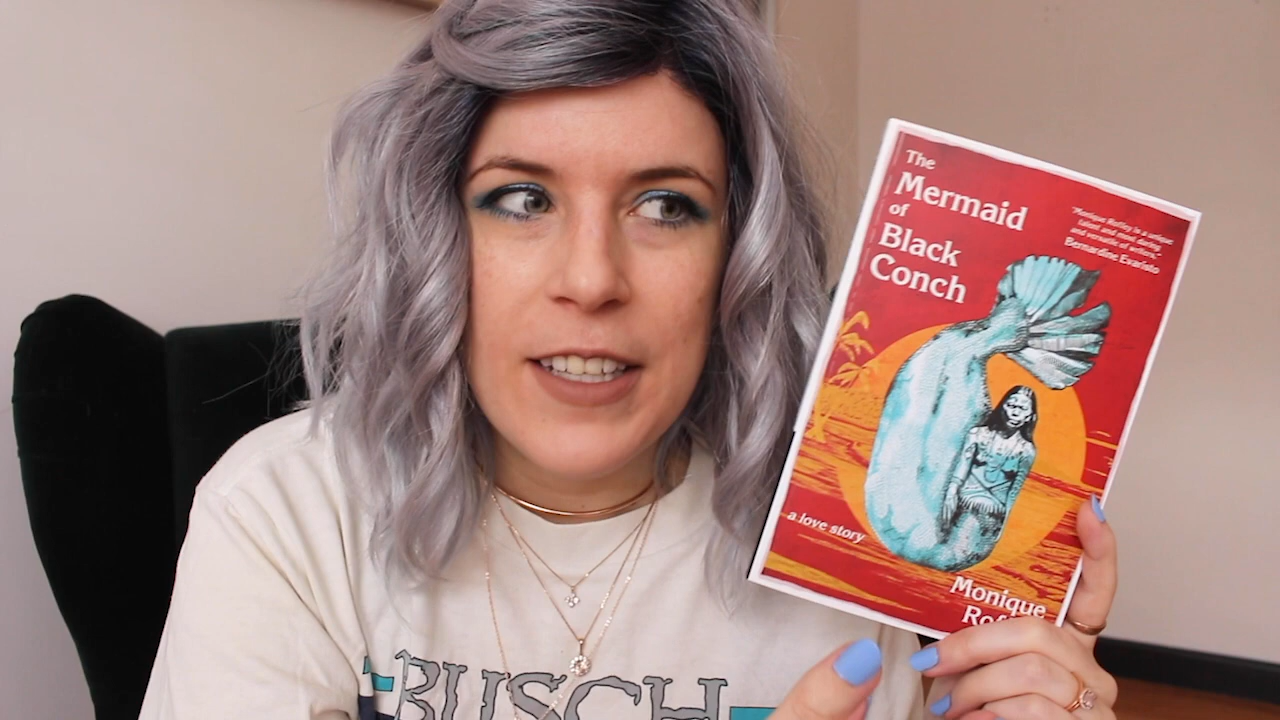 The
Mermaid
of
Black
Conch
"Monique Roffey is a unique
talent and most daring
and versatile of writers."
Bernardine Evaristo
a love story
Monique
BUSCH